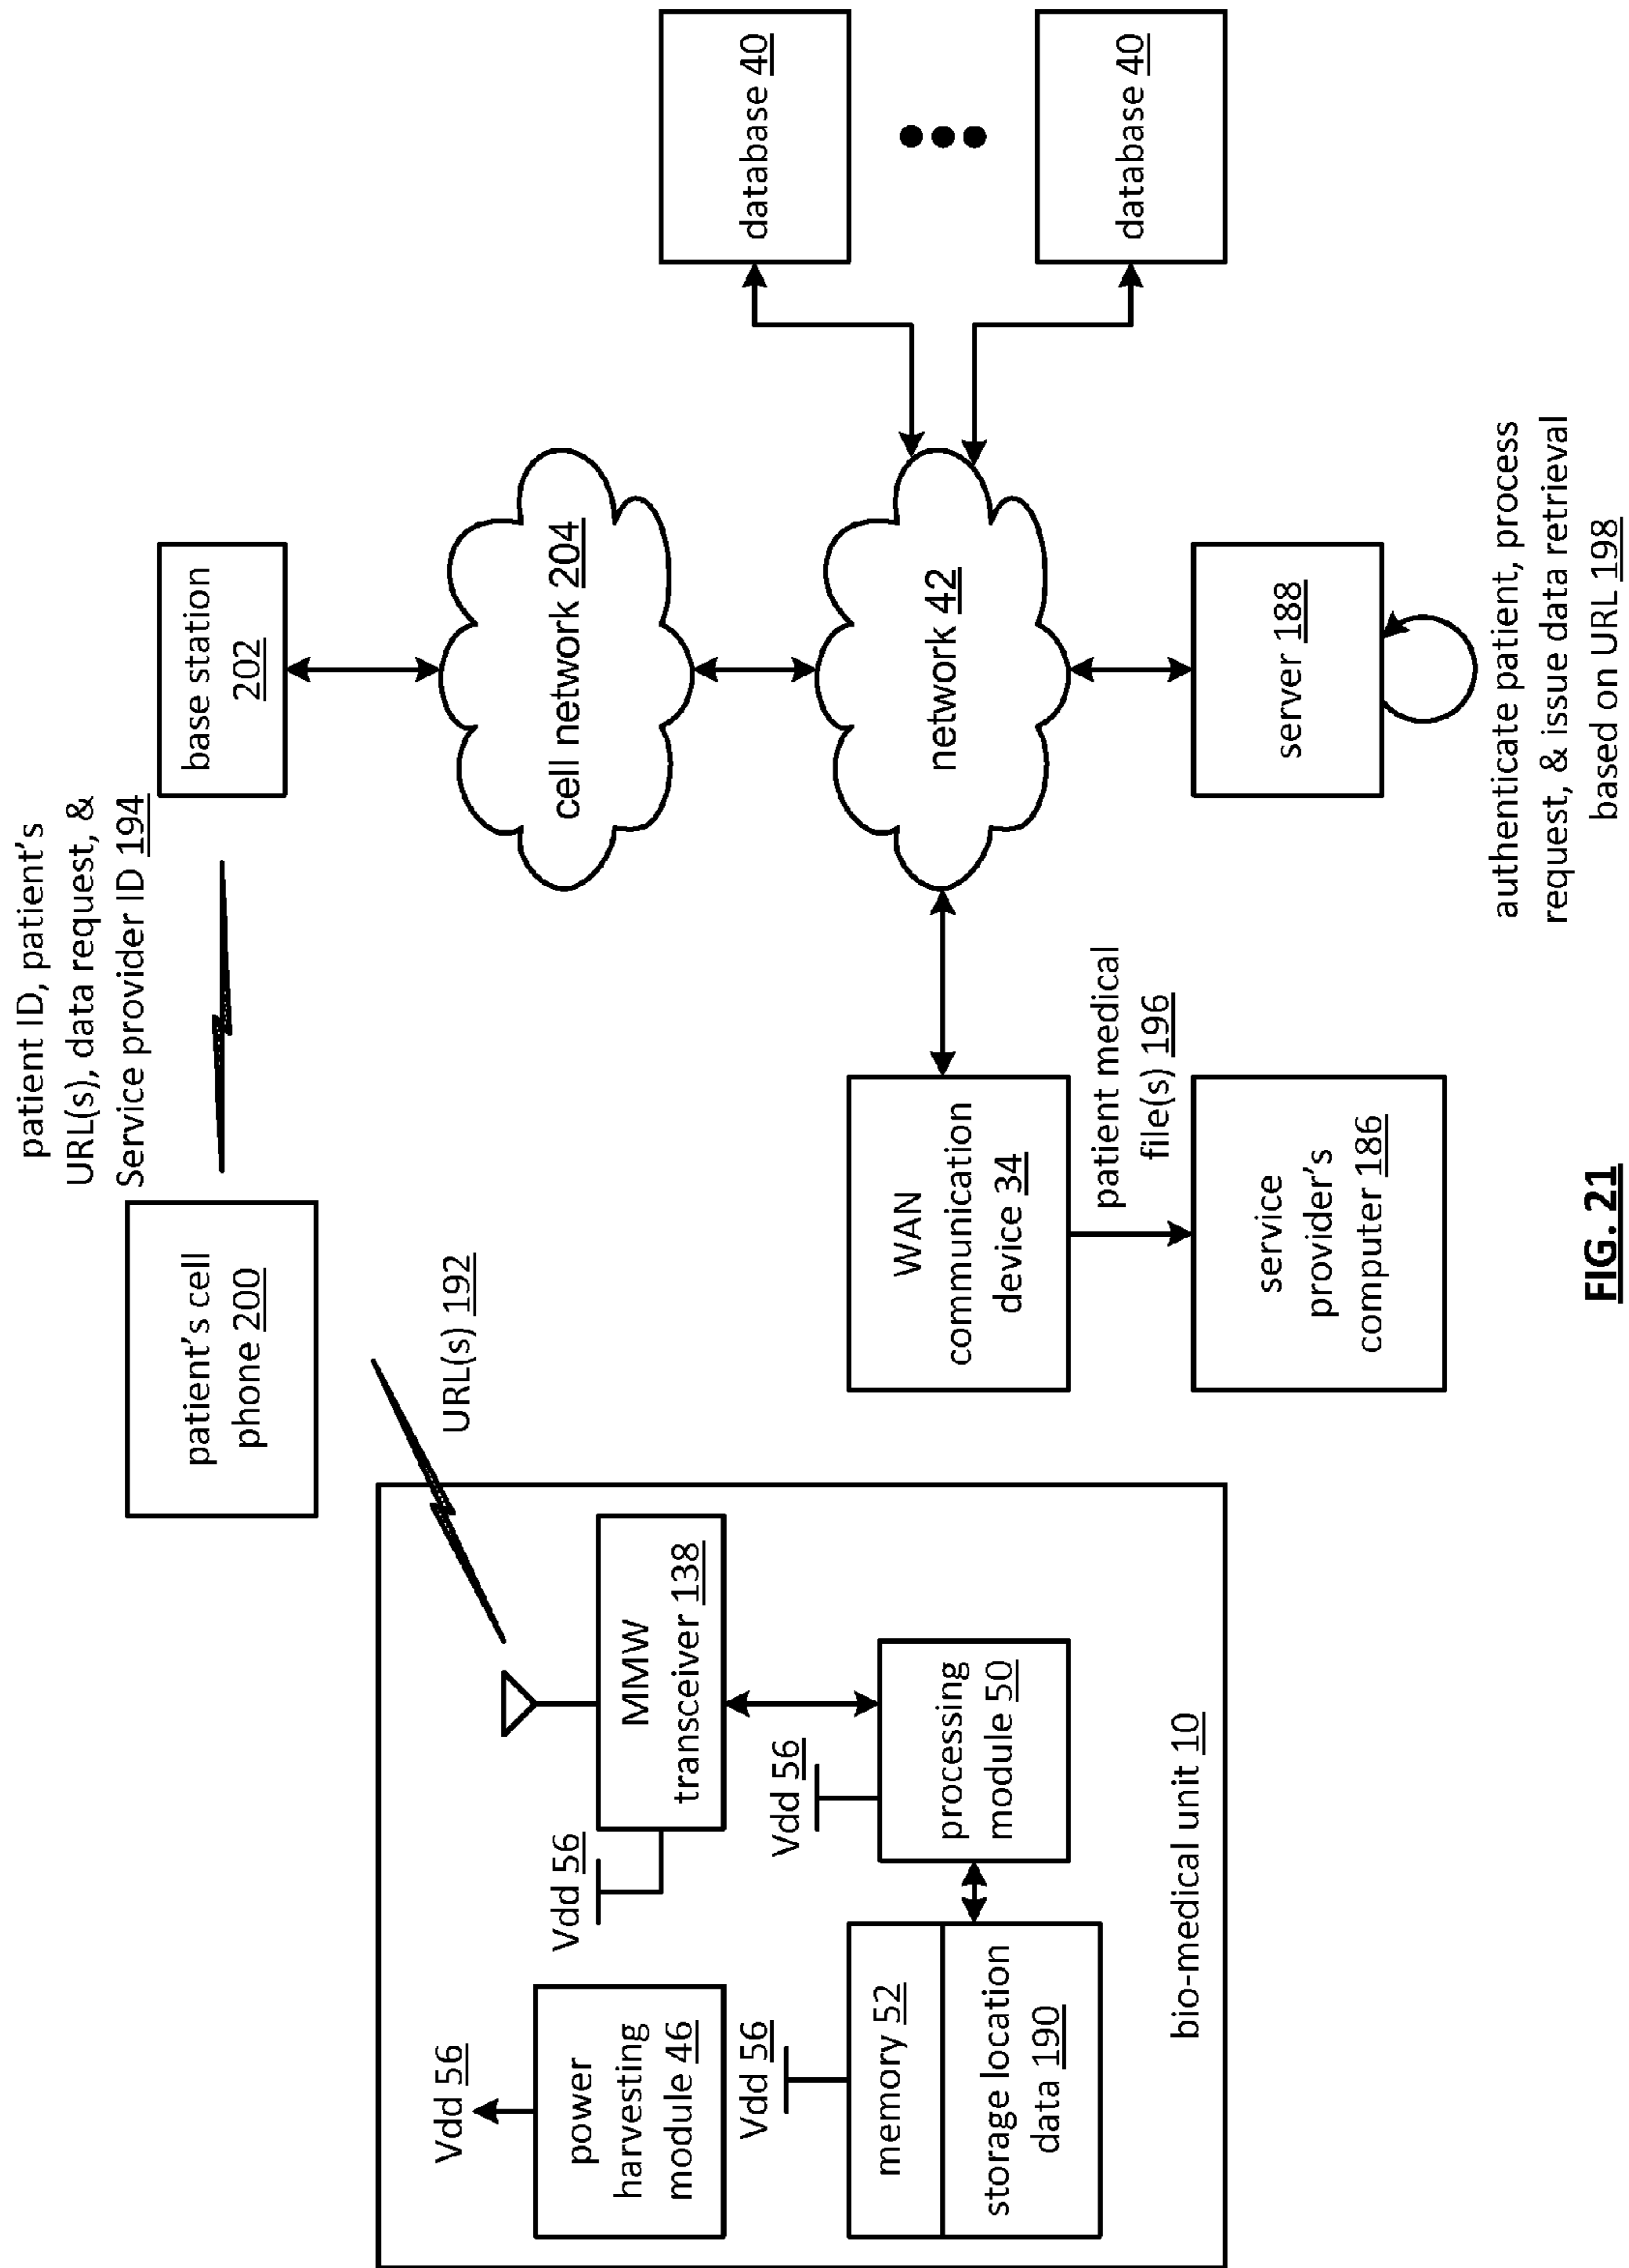 patient ID, patient's
URL(s), data request, &
Service provider ID 194
patient's cell
phone 200
base station
202
URL(s) 192
cell network 204
Vdd 56
power
harvesting
module 46
Vdd 56
MMW
transceiver 138
Vdd 56
memory 52
storage location
data 190
Vdd 56
processing
module 50
bio-medical unit 10
WAN
communication
device 34
patient medical
file(s) 196
service
provider's
computer 186
network 42
database 40
database 40
server 188
authenticate patient, process
request, & issue data retrieval
based on URL 198
FIG. 21